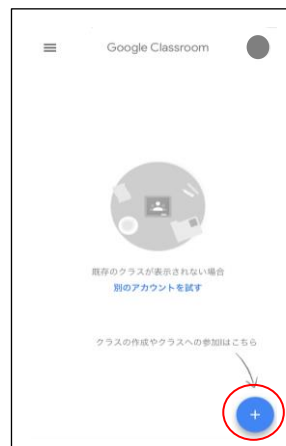 Google Classroom
既存のクラスが表示されない場合
別のアカウントを試す
クラスの作成やクラスへの参加はこちら